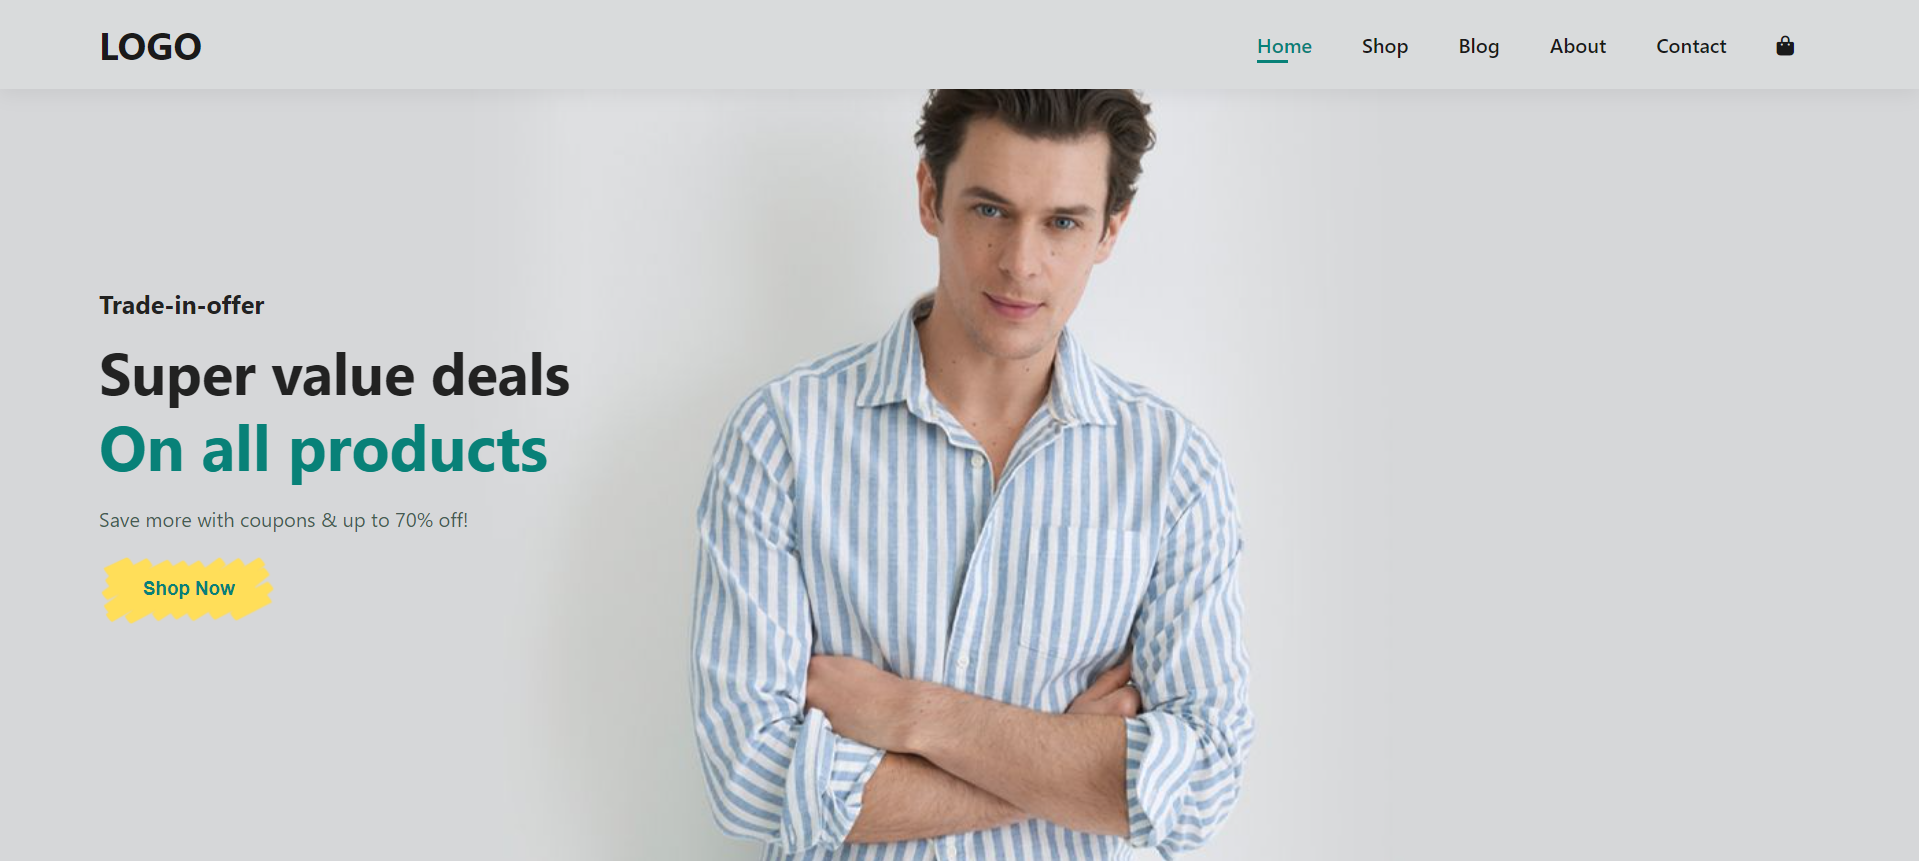 LOGO
Home Shop Blog About Contact
Trade-in-offer
Super value deals
On all products
Save more with coupons & up to 70% off!
Shop Now